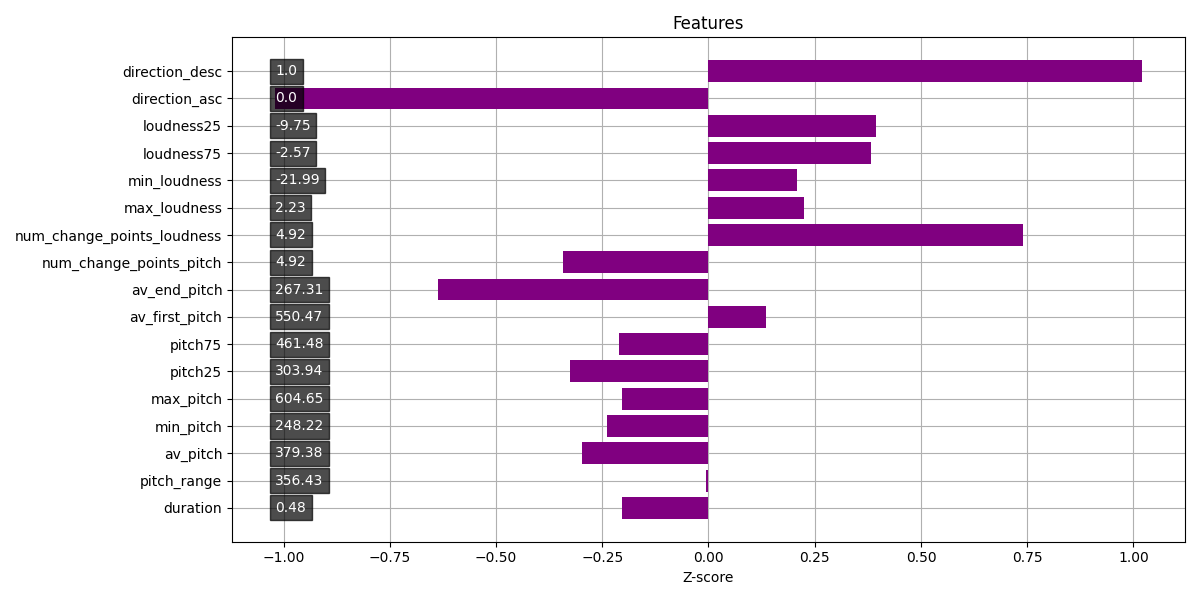 Features
direction_desc 1.0
direction_asc 0.0
loudness25 -9.75
loudness75 -2.57
min_loudness -21.99
max_loudness 2.23
num_change_points_loudness 4.92
num_change_points_pitch 4.92
av_end_pitch 267.31
av_first_pitch 550.47
pitch75 461.48
pitch25 303.94
max_pitch 604.65
min_pitch 248.22
av_pitch 379.38
pitch_range 356.43
duration 0.48
−1.00 −0.75 −0.50 −0.25 0.00 0.25 0.50 0.75 1.00
Z-score